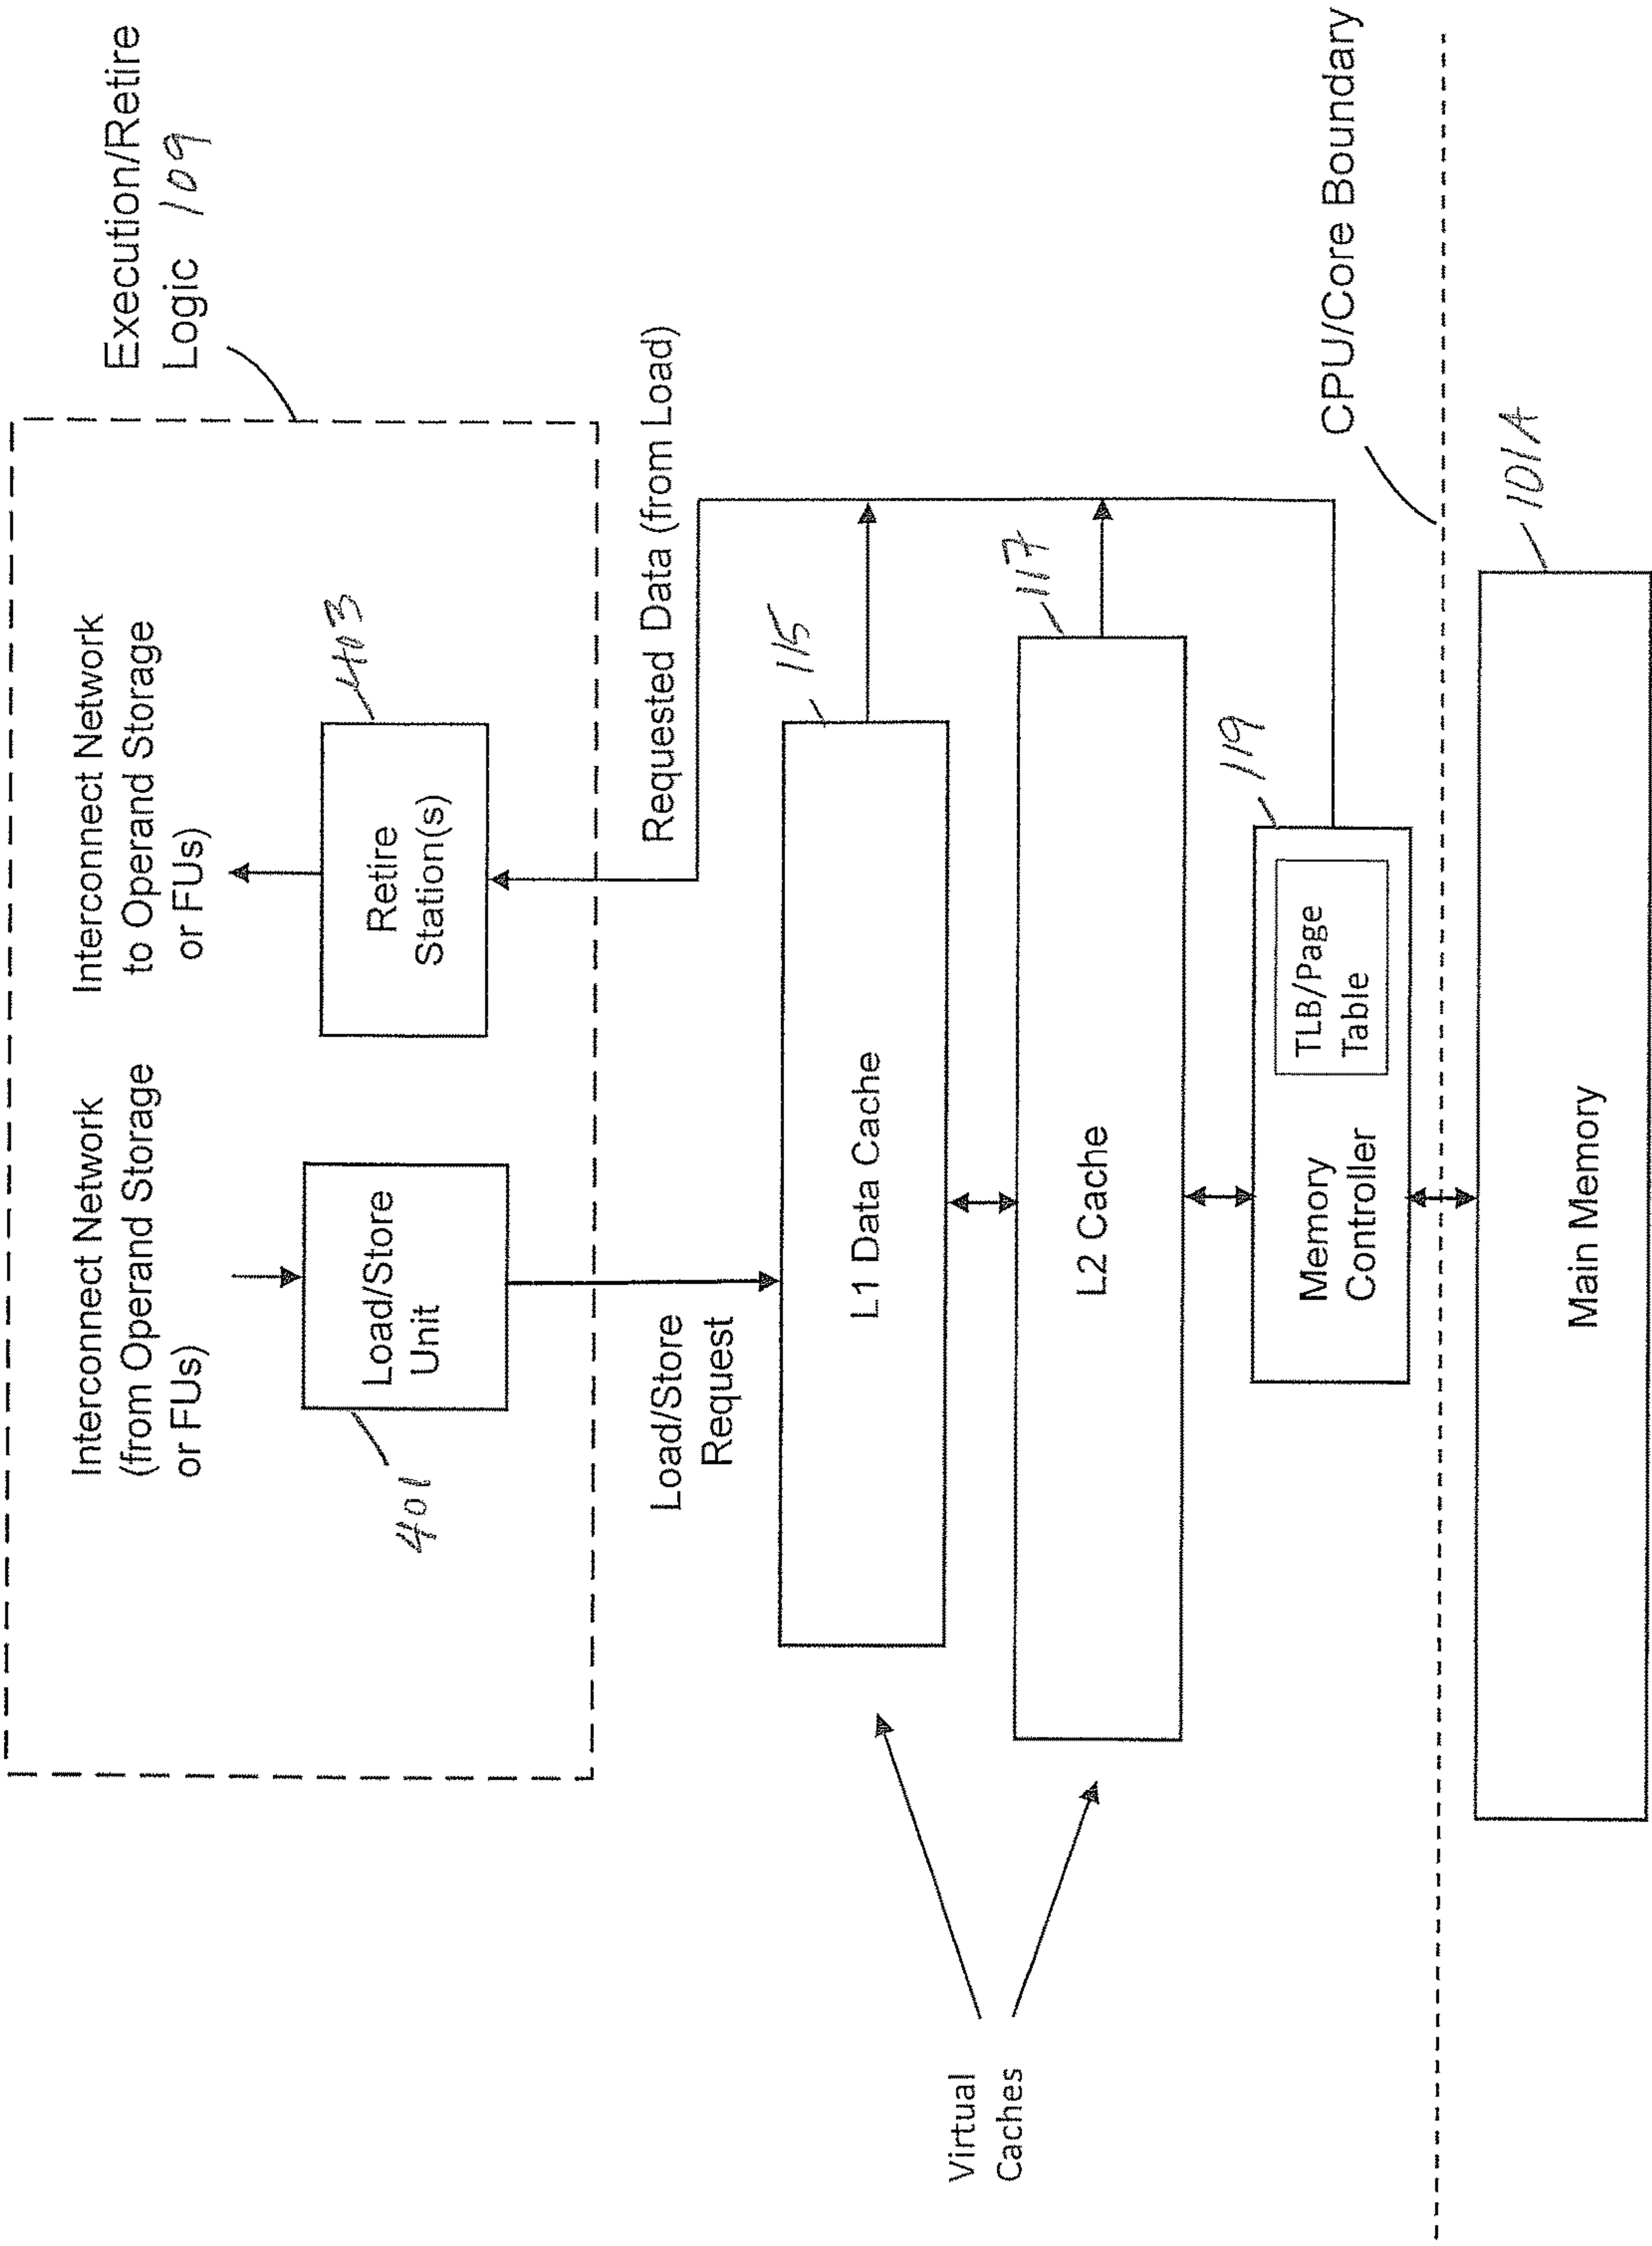 Execution/Retire
Logic 109
Interconnect Network
(from Operand Storage
or FUs)
Interconnect Network
to Operand Storage
or FUs)
Load/Store
Unit
401
Retire
Station(s)
403
Load/Store
Request
Requested Data (from Load)
L1 Data Cache
115
L2 Cache
117
Virtual
Caches
Memory
Controller
TLB/Page
Table
119
CPU/Core Boundary
Main Memory
101A